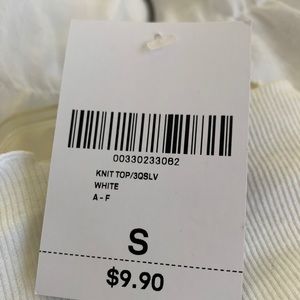 00330233062
KNIT TOP/3QSLV
WHITE
A - F
S
$9.90